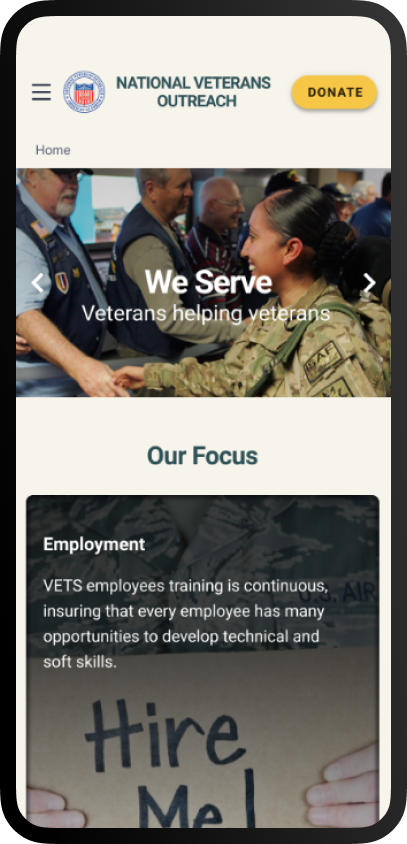 NATIONAL VETERANS
OUTREACH
DONATE
Home
We Serve
Veterans helping veterans
Our Focus
Employment
VETS employees training is continuous,
insuring that every employee has many
opportunities to develop technical and
soft skills.
U.S. AIR
Hire
Me!